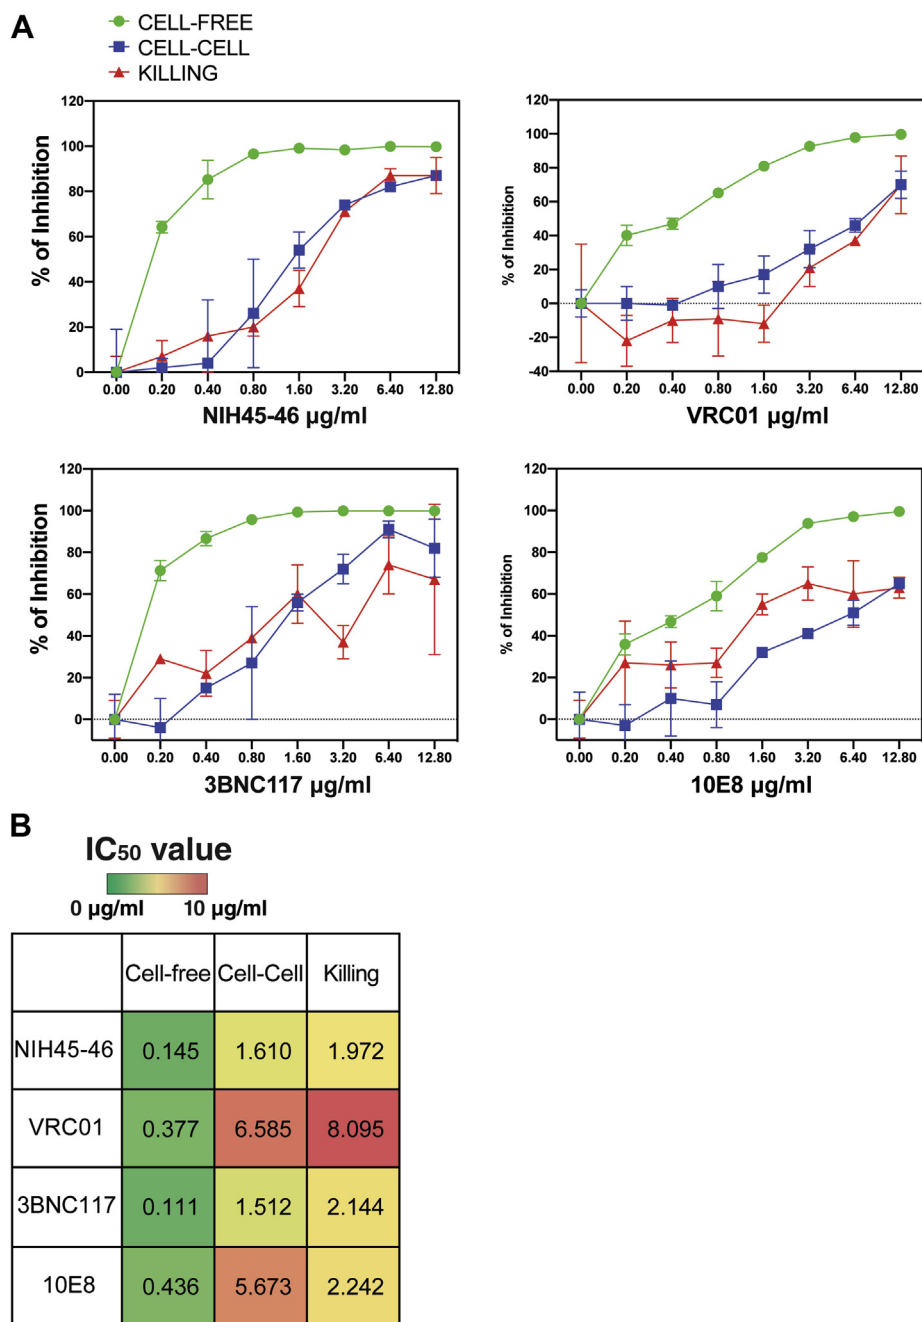 A
CELL-FREE
CELL-CELL
KILLING
% of Inhibition
120
100
80
60
40
20
0
0.00 0.20 0.40 0.80 1.60 3.20 6.40 12.80
NIH45-46 µg/ml
% of Inhibition
120
100
80
60
40
20
0
-20
-40
0.00 0.20 0.40 0.80 1.60 3.20 6.40 12.80
VRC01 µg/ml
% of Inhibition
120
100
80
60
40
20
0
0.00 0.20 0.40 0.80 1.60 3.20 6.40 12.80
3BNC117 µg/ml
% of Inhibition
120
100
80
60
40
20
0
0.00 0.20 0.40 0.80 1.60 3.20 6.40 12.80
10E8 µg/ml
B
IC50 value
0 µg/ml 10 µg/ml
Cell-free Cell-Cell Killing
NIH45-46 0.145 1.610 1.972
VRC01 0.377 6.585 8.095
3BNC117 0.111 1.512 2.144
10E8 0.436 5.673 2.242